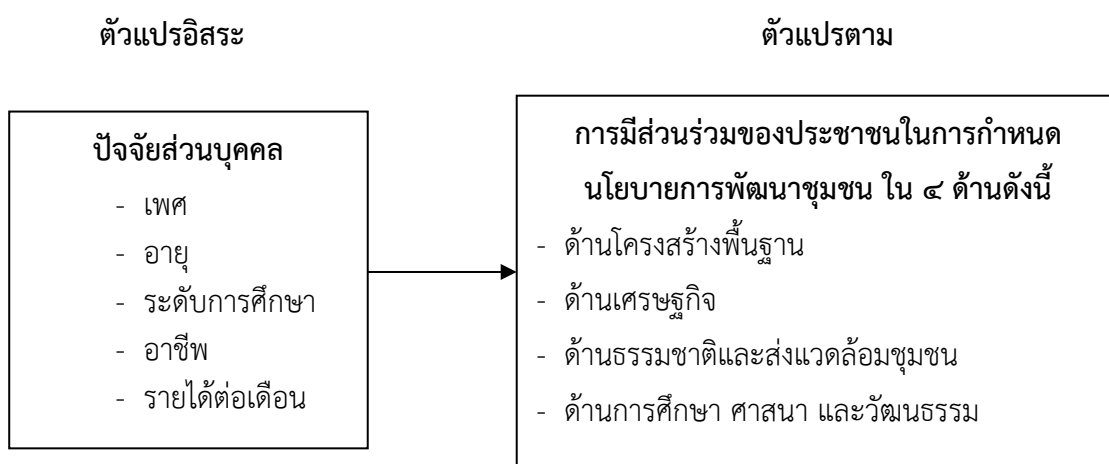 ตัวแปรอิสระ
ตัวแปรตาม
ปัจจัยส่วนบุคคล
- เพศ
- อายุ
- ระดับการศึกษา
- อาชีพ
- รายได้ต่อเดือน
การมีส่วนร่วมของประชาชนในการกำหนด
นโยบายการพัฒนาชุมชน ใน ๔ ด้านดังนี้
- ด้านโครงสร้างพื้นฐาน
- ด้านเศรษฐกิจ
- ด้านธรรมชาติและส่งแวดล้อมชุมชน
- ด้านการศึกษา ศาสนา และวัฒนธรรม